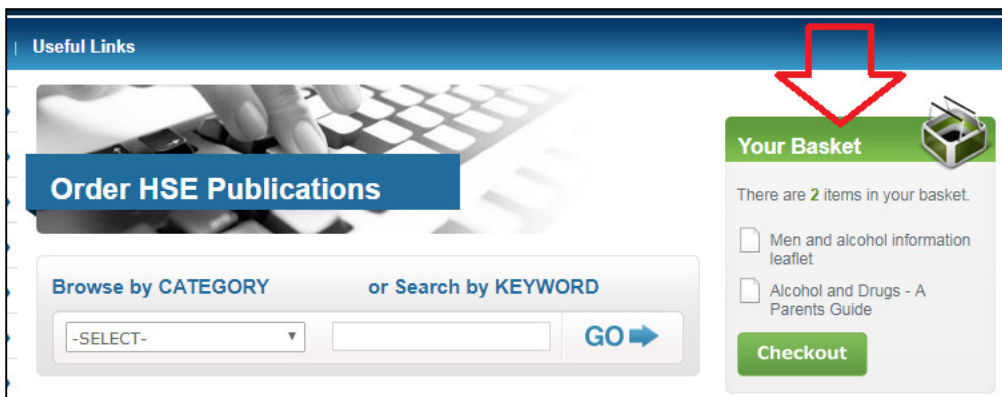 | Useful Links
Order HSE Publications
Browse by CATEGORY
or Search by KEYWORD
-SELECT-
GO
Your Basket
There are 2 items in your basket.
Men and alcohol information
leaflet
Alcohol and Drugs - A
Parents Guide
Checkout